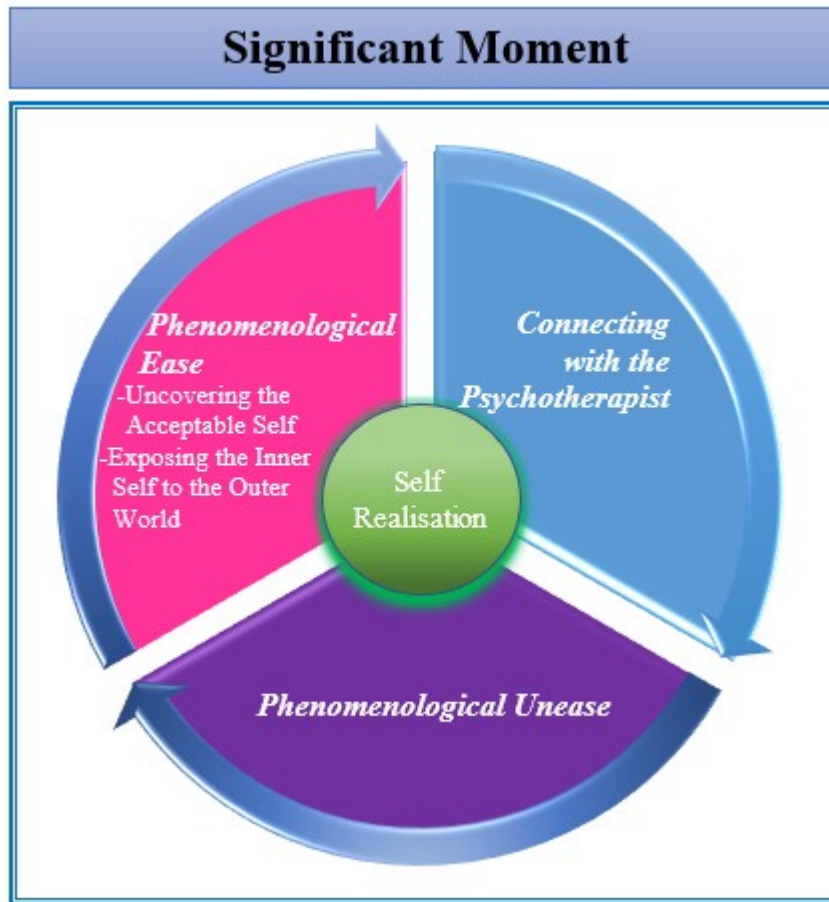 Significant Moment
Phenomenological
Ease
-Uncovering the
Acceptable Self
-Exposing the Inner
Self to the Outer
World
Connecting
with the
Psychotherapist
Self
Realisation
Phenomenological Unease